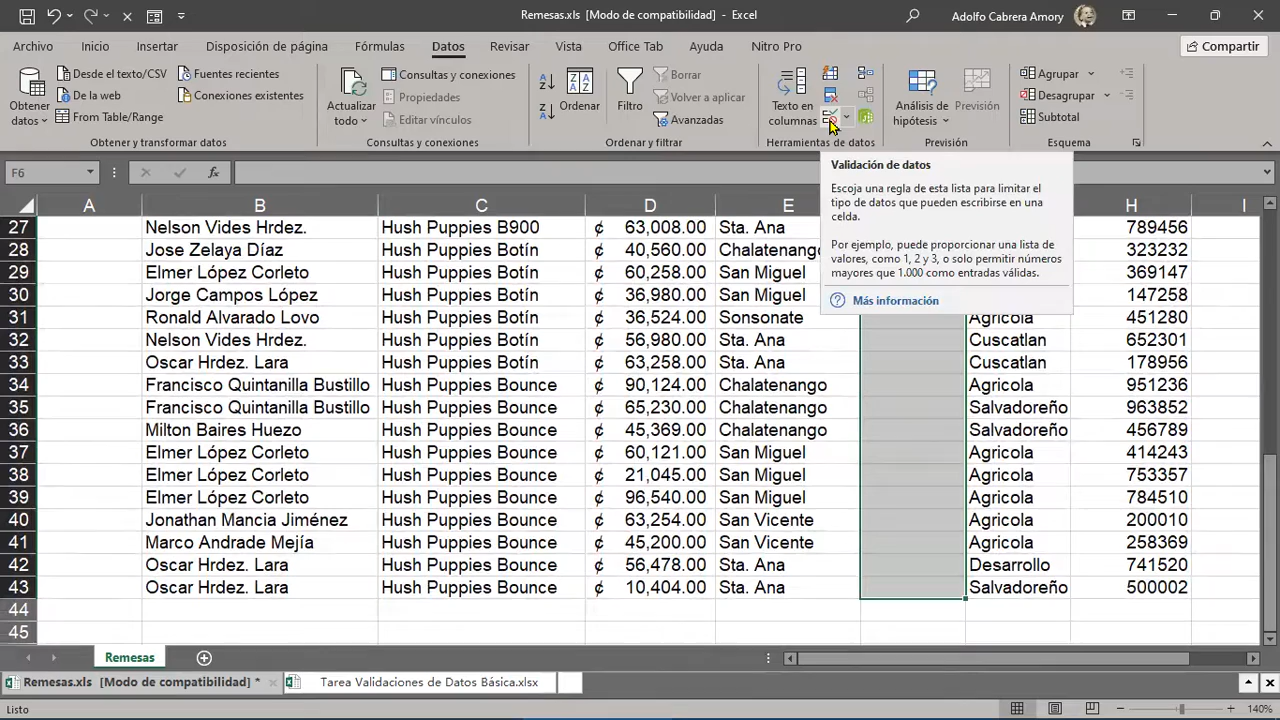 Remesas.xls [Modo de compatibilidad] - Excel
Adolfo Cabrera Amory
Archivo Inicio Insertar Disposición de página Fórmulas Datos Revisar Vista Office Tab Ayuda Nitro Pro Compartir
Obtener datos
Desde el texto/CSV
De la web
From Table/Range
Fuentes recientes
Conexiones existentes
Obtener y transformar datos
Actualizar todo
Consultas y conexiones
Propiedades
Editar vínculos
Consultas y conexiones
Ordenar
Filtro
Borrar
Volver a aplicar
Avanzadas
Ordenar y filtrar
Texto en columnas
Herramientas de datos
Análisis de hipótesis
Previsión
Previsión
Agrupar
Desagrupar
Subtotal
Esquema
F6
fx
Validación de datos
Escoja una regla de esta lista para limitar el
tipo de datos que pueden escribirse en una
celda.
Por ejemplo, puede proporcionar una lista de
valores, como 1, 2 y 3, o solo permitir números
mayores que 1.000 como entradas válidas.
Más información
A B C D E H I
27 Nelson Vides Hrdez. Hush Puppies B900 ¢ 63,008.00 Sta. Ana 789456
28 Jose Zelaya Díaz Hush Puppies Botín ¢ 40,560.00 Chalatenango 323232
29 Elmer López Corleto Hush Puppies Botín ¢ 60,258.00 San Miguel 369147
30 Jorge Campos López Hush Puppies Botín ¢ 36,980.00 San Miguel 147258
31 Ronald Alvarado Lovo Hush Puppies Botín ¢ 36,524.00 Sonsonate Agricola 451280
32 Nelson Vides Hrdez. Hush Puppies Botín ¢ 56,980.00 Sta. Ana Cuscatlan 652301
33 Oscar Hrdez. Lara Hush Puppies Botín ¢ 63,258.00 Sta. Ana Cuscatlan 178956
34 Francisco Quintanilla Bustillo Hush Puppies Bounce ¢ 90,124.00 Chalatenango Agricola 951236
35 Francisco Quintanilla Bustillo Hush Puppies Bounce ¢ 65,230.00 Chalatenango Salvadoreño 963852
36 Milton Baires Huezo Hush Puppies Bounce ¢ 45,369.00 Chalatenango Salvadoreño 456789
37 Elmer López Corleto Hush Puppies Bounce ¢ 60,121.00 San Miguel Agricola 414243
38 Elmer López Corleto Hush Puppies Bounce ¢ 21,045.00 San Miguel Agricola 753357
39 Elmer López Corleto Hush Puppies Bounce ¢ 96,540.00 San Miguel Agricola 784510
40 Jonathan Mancia Jiménez Hush Puppies Bounce ¢ 63,254.00 San Vicente Agricola 200010
41 Marco Andrade Mejía Hush Puppies Bounce ¢ 45,200.00 San Vicente Agricola 258369
42 Oscar Hrdez. Lara Hush Puppies Bounce ¢ 56,478.00 Sta. Ana Desarrollo 741520
43 Oscar Hrdez. Lara Hush Puppies Bounce ¢ 10,404.00 Sta. Ana Salvadoreño 500002
44
45
Remesas
Remesas.xls [Modo de compatibilidad] *
Tarea Validaciones de Datos Básica.xlsx
Listo
140%